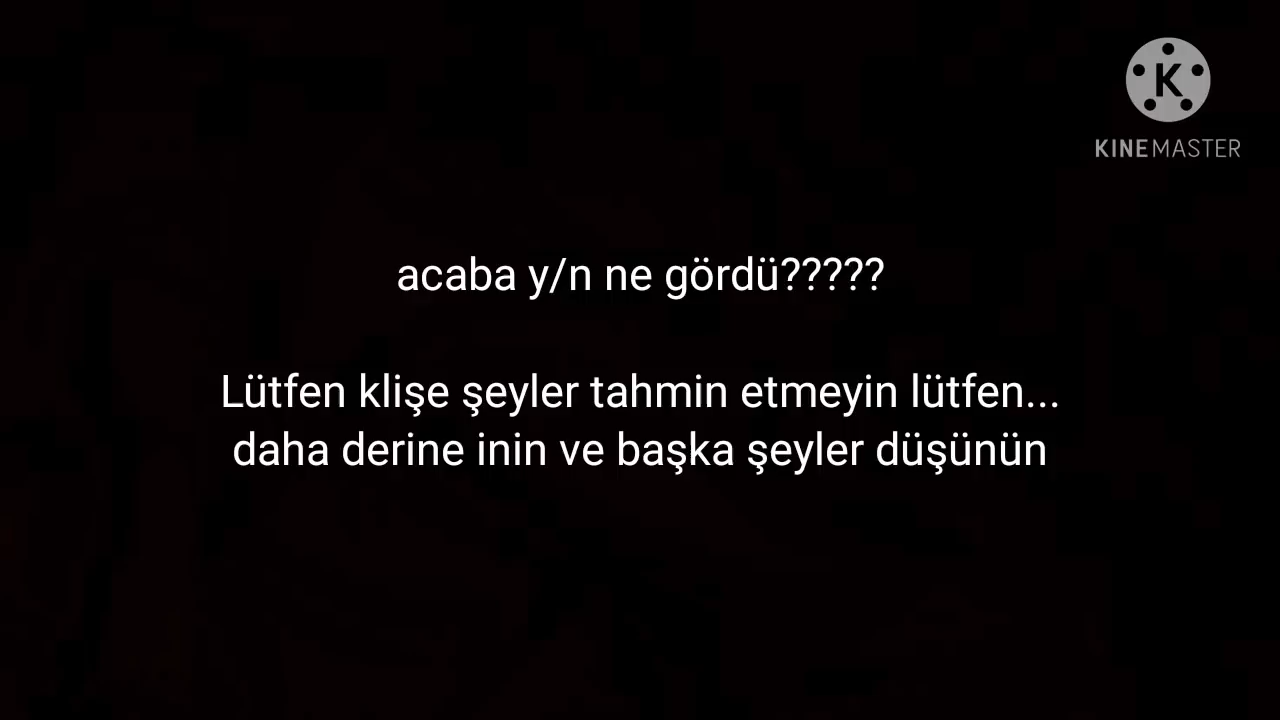 KINEMASTER
acaba y/n ne gördü?????
Lütfen klişe şeyler tahmin etmeyin lütfen...
daha derine inin ve başka şeyler düşünün